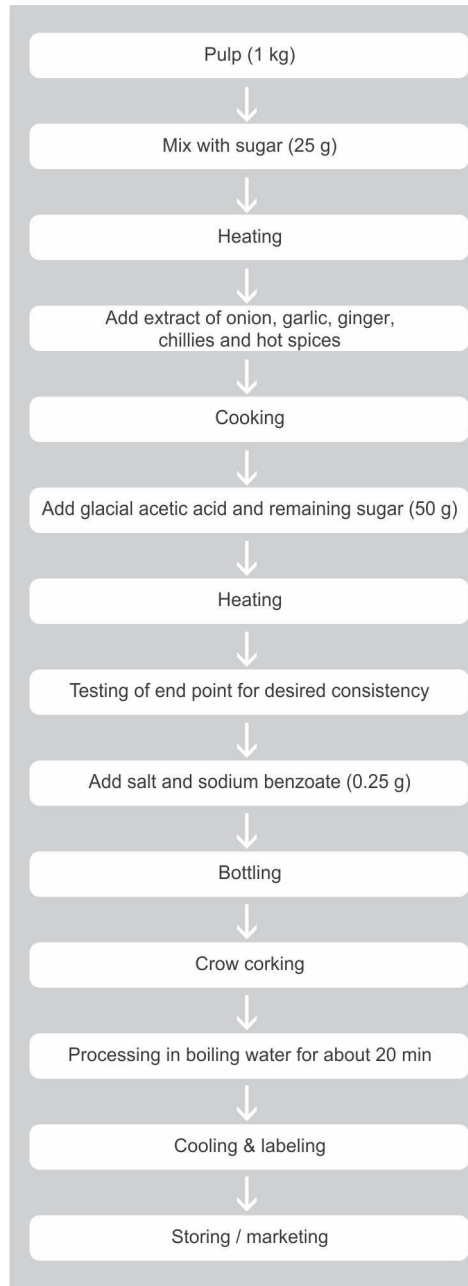 Pulp (1 kg)
Mix with sugar (25 g)
Heating
Add extract of onion, garlic, ginger,
chillies and hot spices
Cooking
Add glacial acetic acid and remaining sugar (50 g)
Heating
Testing of end point for desired consistency
Add salt and sodium benzoate (0.25 g)
Bottling
Crow corking
Processing in boiling water for about 20 min
Cooling & labeling
Storing / marketing